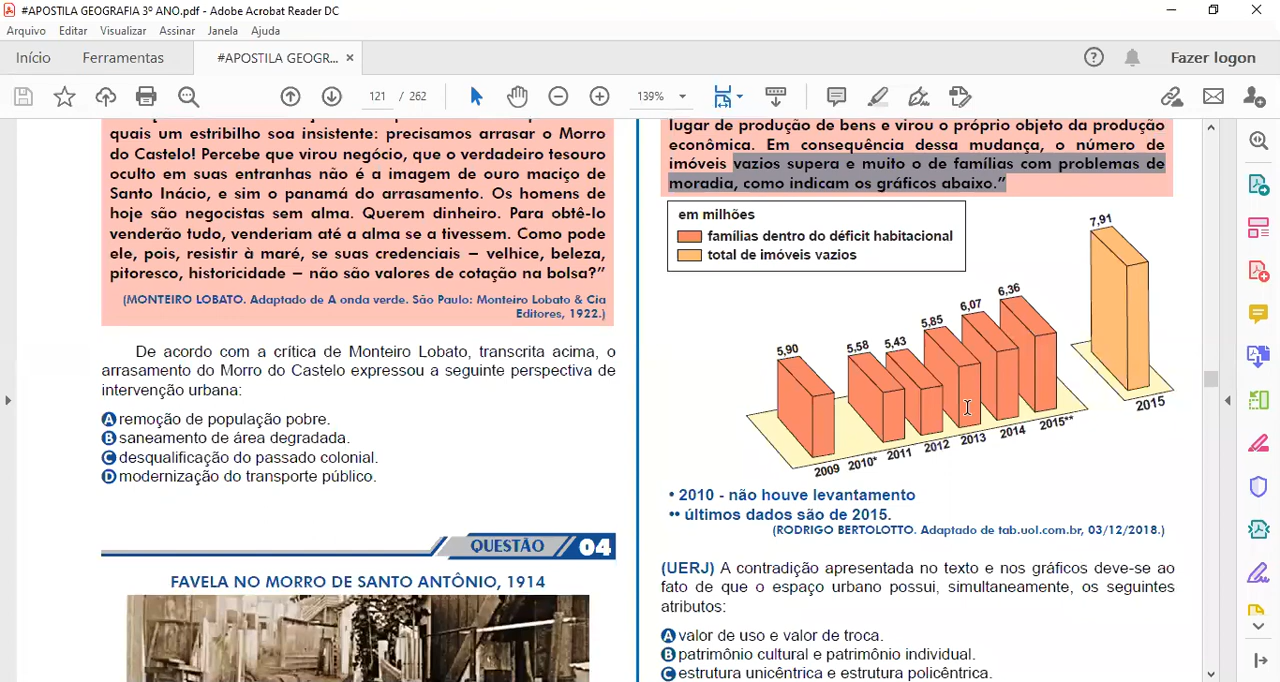 #APOSTILA GEOGRAFIA 3º ANO.pdf - Adobe Acrobat Reader DC
Arquivo Editar Visualizar Assinar Janela Ajuda
Início Ferramentas #APOSTILA GEOGR... × Fazer logon
121 / 262 139%
quais um estribilho soa insistente: precisamos arrasar o Morro
do Castelo! Percebe que virou negócio, que o verdadeiro tesouro
oculto em suas entranhas não é a imagem de ouro maciço de
Santo Inácio, e sim o panamá do arrasamento. Os homens de
hoje são negocistas sem alma. Querem dinheiro. Para obtê-lo
venderão tudo, venderiam até a alma se a tivessem. Como pode
ele, pois, resistir à maré, se suas credenciais – velhice, beleza,
pitoresco, historicidade – não são valores de cotação na bolsa?”
(MONTEIRO LOBATO. Adaptado de A onda verde. São Paulo: Monteiro Lobato & Cia
Editores, 1922.)
De acordo com a crítica de Monteiro Lobato, transcrita acima, o
arrasamento do Morro do Castelo expressou a seguinte perspectiva de
intervenção urbana:
A remoção de população pobre.
B saneamento de área degradada.
C desqualificação do passado colonial.
D modernização do transporte público.
QUESTÃO 04
FAVELA NO MORRO DE SANTO ANTÔNIO, 1914
lugar de produção de bens e virou o próprio objeto da produção
econômica. Em consequência dessa mudança, o número de
imóveis vazios supera e muito o de famílias com problemas de
moradia, como indicam os gráficos abaixo.”
em milhões
famílias dentro do déficit habitacional
total de imóveis vazios
5,90 5,58 5,43 5,85 6,07 6,36 7,91
2009 2010* 2011 2012 2013 2014 2015** 2015
• 2010 - não houve levantamento
•• últimos dados são de 2015.
(RODRIGO BERTOLOTTO. Adaptado de tab.uol.com.br, 03/12/2018.)
(UERJ) A contradição apresentada no texto e nos gráficos deve-se ao
fato de que o espaço urbano possui, simultaneamente, os seguintes
atributos:
A valor de uso e valor de troca.
B patrimônio cultural e patrimônio individual.
C estrutura unicêntrica e estrutura policêntrica.